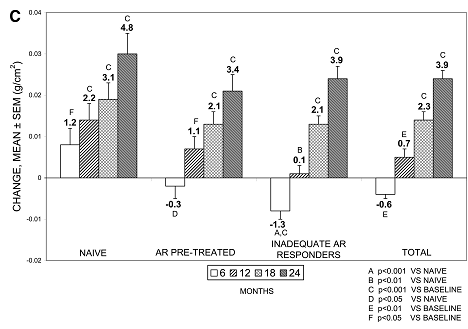 C
CHANGE, MEAN ± SEM (g/cm²)
0.04
0.03
0.02
0.01
0
-0.01
-0.02
F
1.2
C
2.2
C
3.1
C
4.8
-0.3
D
F
1.1
C
2.1
C
3.4
-1.3
A,C
B
0.1
C
2.1
C
3.9
-0.6
E
E
0.7
C
2.3
C
3.9
NAIVE
AR PRE-TREATED
INADEQUATE AR
RESPONDERS
TOTAL
6 12 18 24
MONTHS
A p<0.001 VS NAIVE
B p<0.01 VS NAIVE
C p<0.001 VS BASELINE
D p<0.05 VS NAIVE
E p<0.01 VS BASELINE
F p<0.05 VS BASELINE